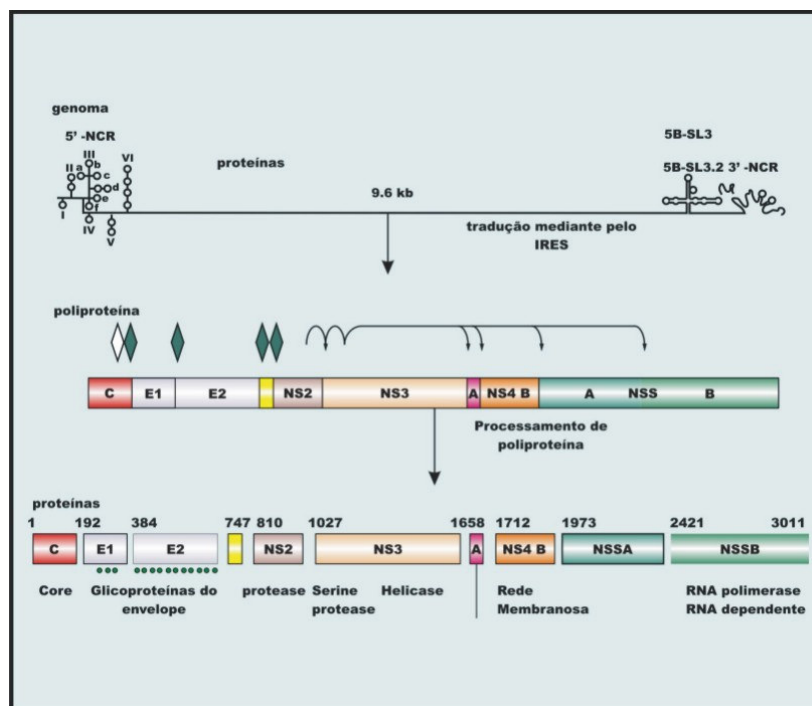 genoma
5' -NCR
III
VI
II
a
b
c
d
e
f
I
IV
V
proteínas
9.6 kb
5B-SL3
5B-SL3.2 3' -NCR
tradução mediante pelo
IRES
poliproteína
C E1 E2 NS2 NS3 A NS4 B A NSS B
Processamento de
poliproteína
proteínas
1 192 384 747 810 1027 1658 1712 1973 2421 3011
C E1 E2 NS2 NS3 A NS4 B NSSA NSSB
Core Glicoproteínas do
envelope
protease Serine
protease
Helicase Rede
Membranosa
RNA polimerase
RNA dependente